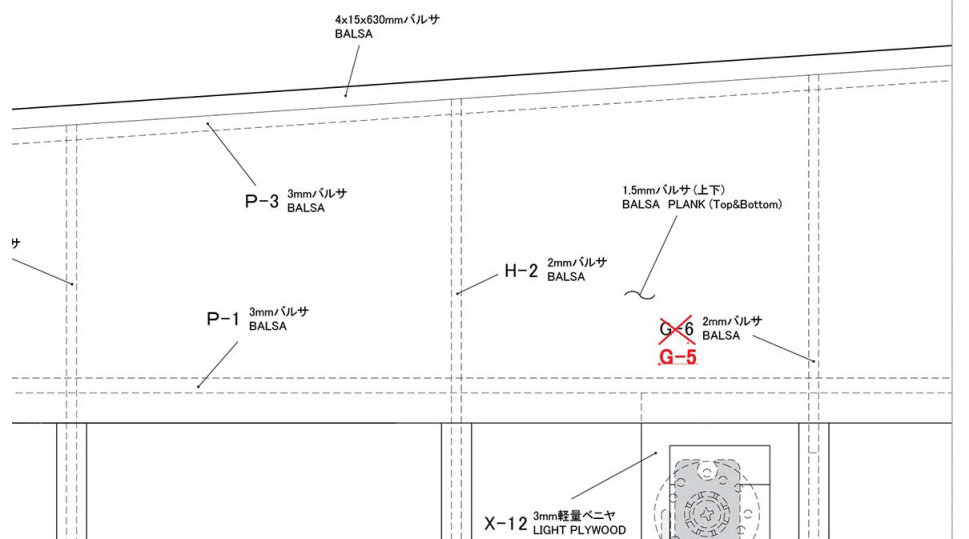 4x15x630mmバルサ
BALSA
P-3 3mmバルサ
BALSA
1.5mmバルサ(上下)
BALSA PLANK (Top&Bottom)
サ
H-2 2mmバルサ
BALSA
P-1 3mmバルサ
BALSA
G-6 2mmバルサ
BALSA
G-5
X-12 3mm軽量ベニヤ
LIGHT PLYWOOD